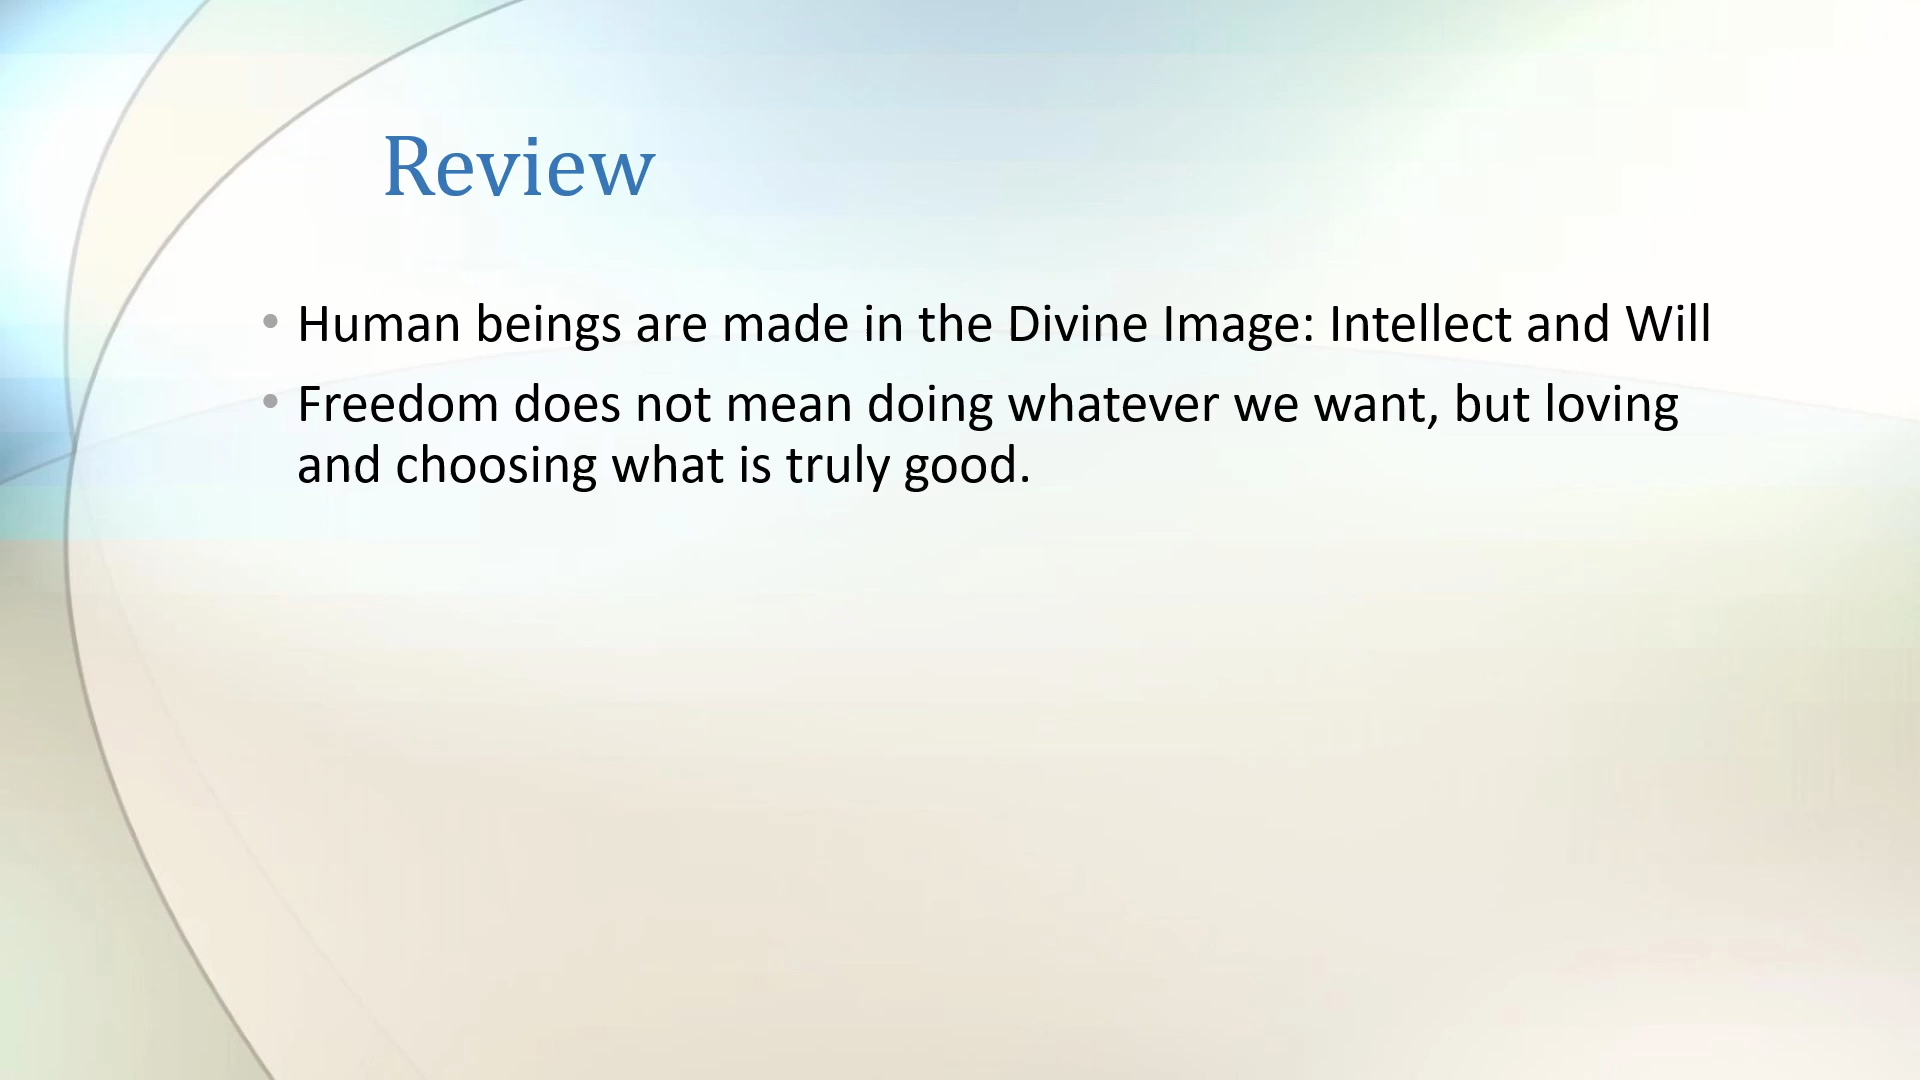 Review
• Human beings are made in the Divine Image: Intellect and Will
• Freedom does not mean doing whatever we want, but loving
and choosing what is truly good.